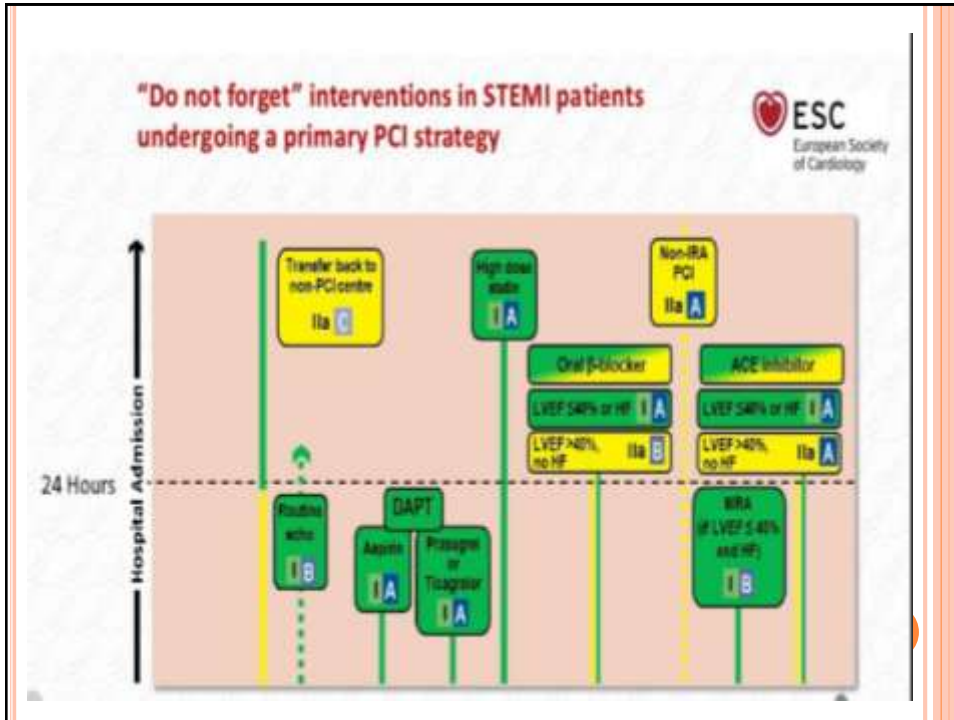 "Do not forget" interventions in STEMI patients
undergoing a primary PCI strategy
ESC
European Society
of Cardiology
Hospital Admission
24 Hours
Transfer back to
non-PCI centre
IIa C
High dose
statin
I A
Non-IRA
PCI
IIa A
Oral β-blocker
LVEF ≤40% or HF I A
LVEF >40%,
no HF IIa B
ACE inhibitor
LVEF ≤40% or HF I A
LVEF >40%,
no HF IIa A
Routine
echo
I B
DAPT
Aspirin
I A
Prasugrel
or
Ticagrelor
I A
MRA
(if LVEF ≤ 40%
and HF)
I B